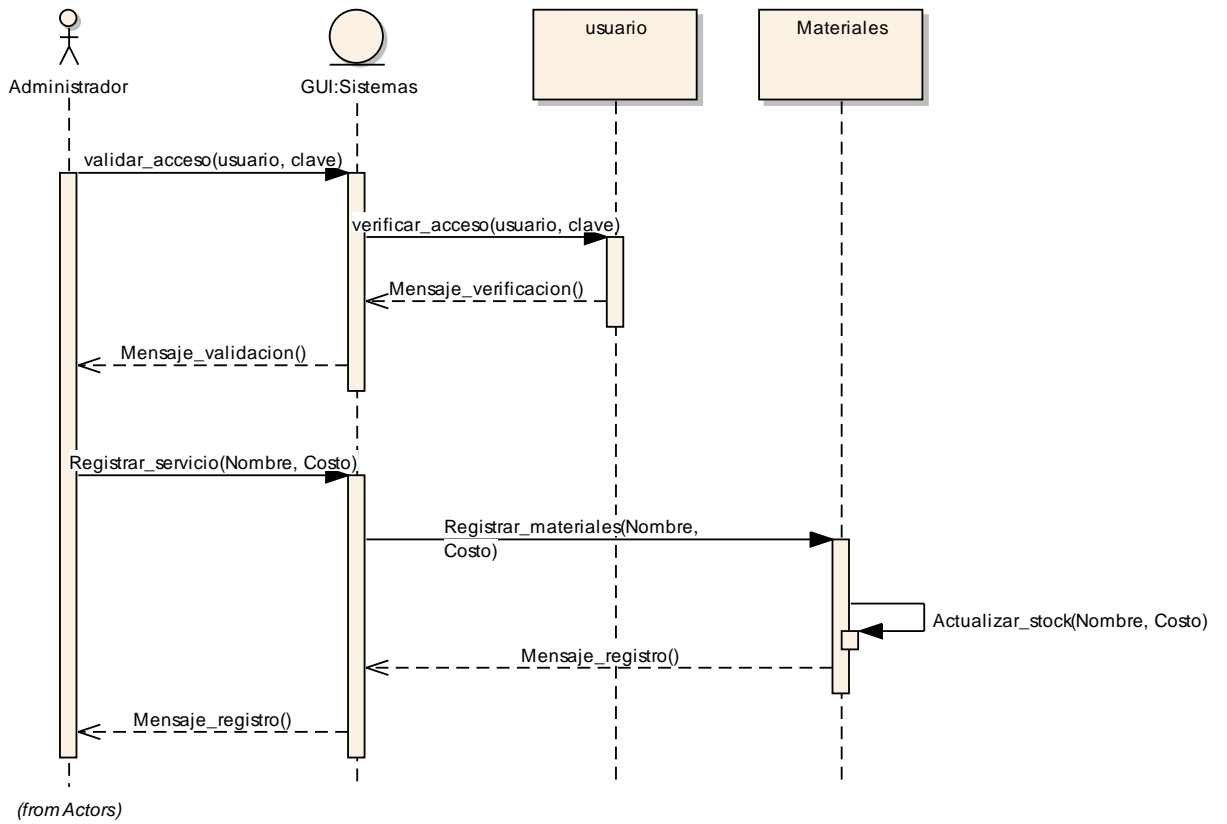 usuario
Materiales
Administrador
GUI:Sistemas
validar_acceso(usuario, clave)
verificar_acceso(usuario, clave)
Mensaje_verificacion()
Mensaje_validacion()
Registrar_servicio(Nombre, Costo)
Registrar_materiales(Nombre,
Costo)
Actualizar_stock(Nombre, Costo)
Mensaje_registro()
Mensaje_registro()
(from Actors)